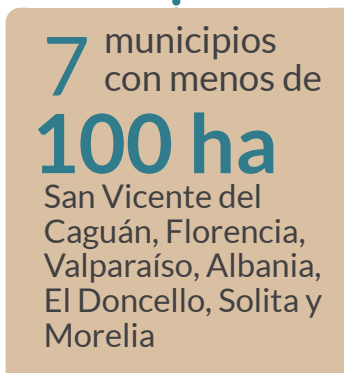 7 municipios
con menos de
100 ha
San Vicente del
Caguán, Florencia,
Valparaíso, Albania,
El Doncello, Solita y
Morelia